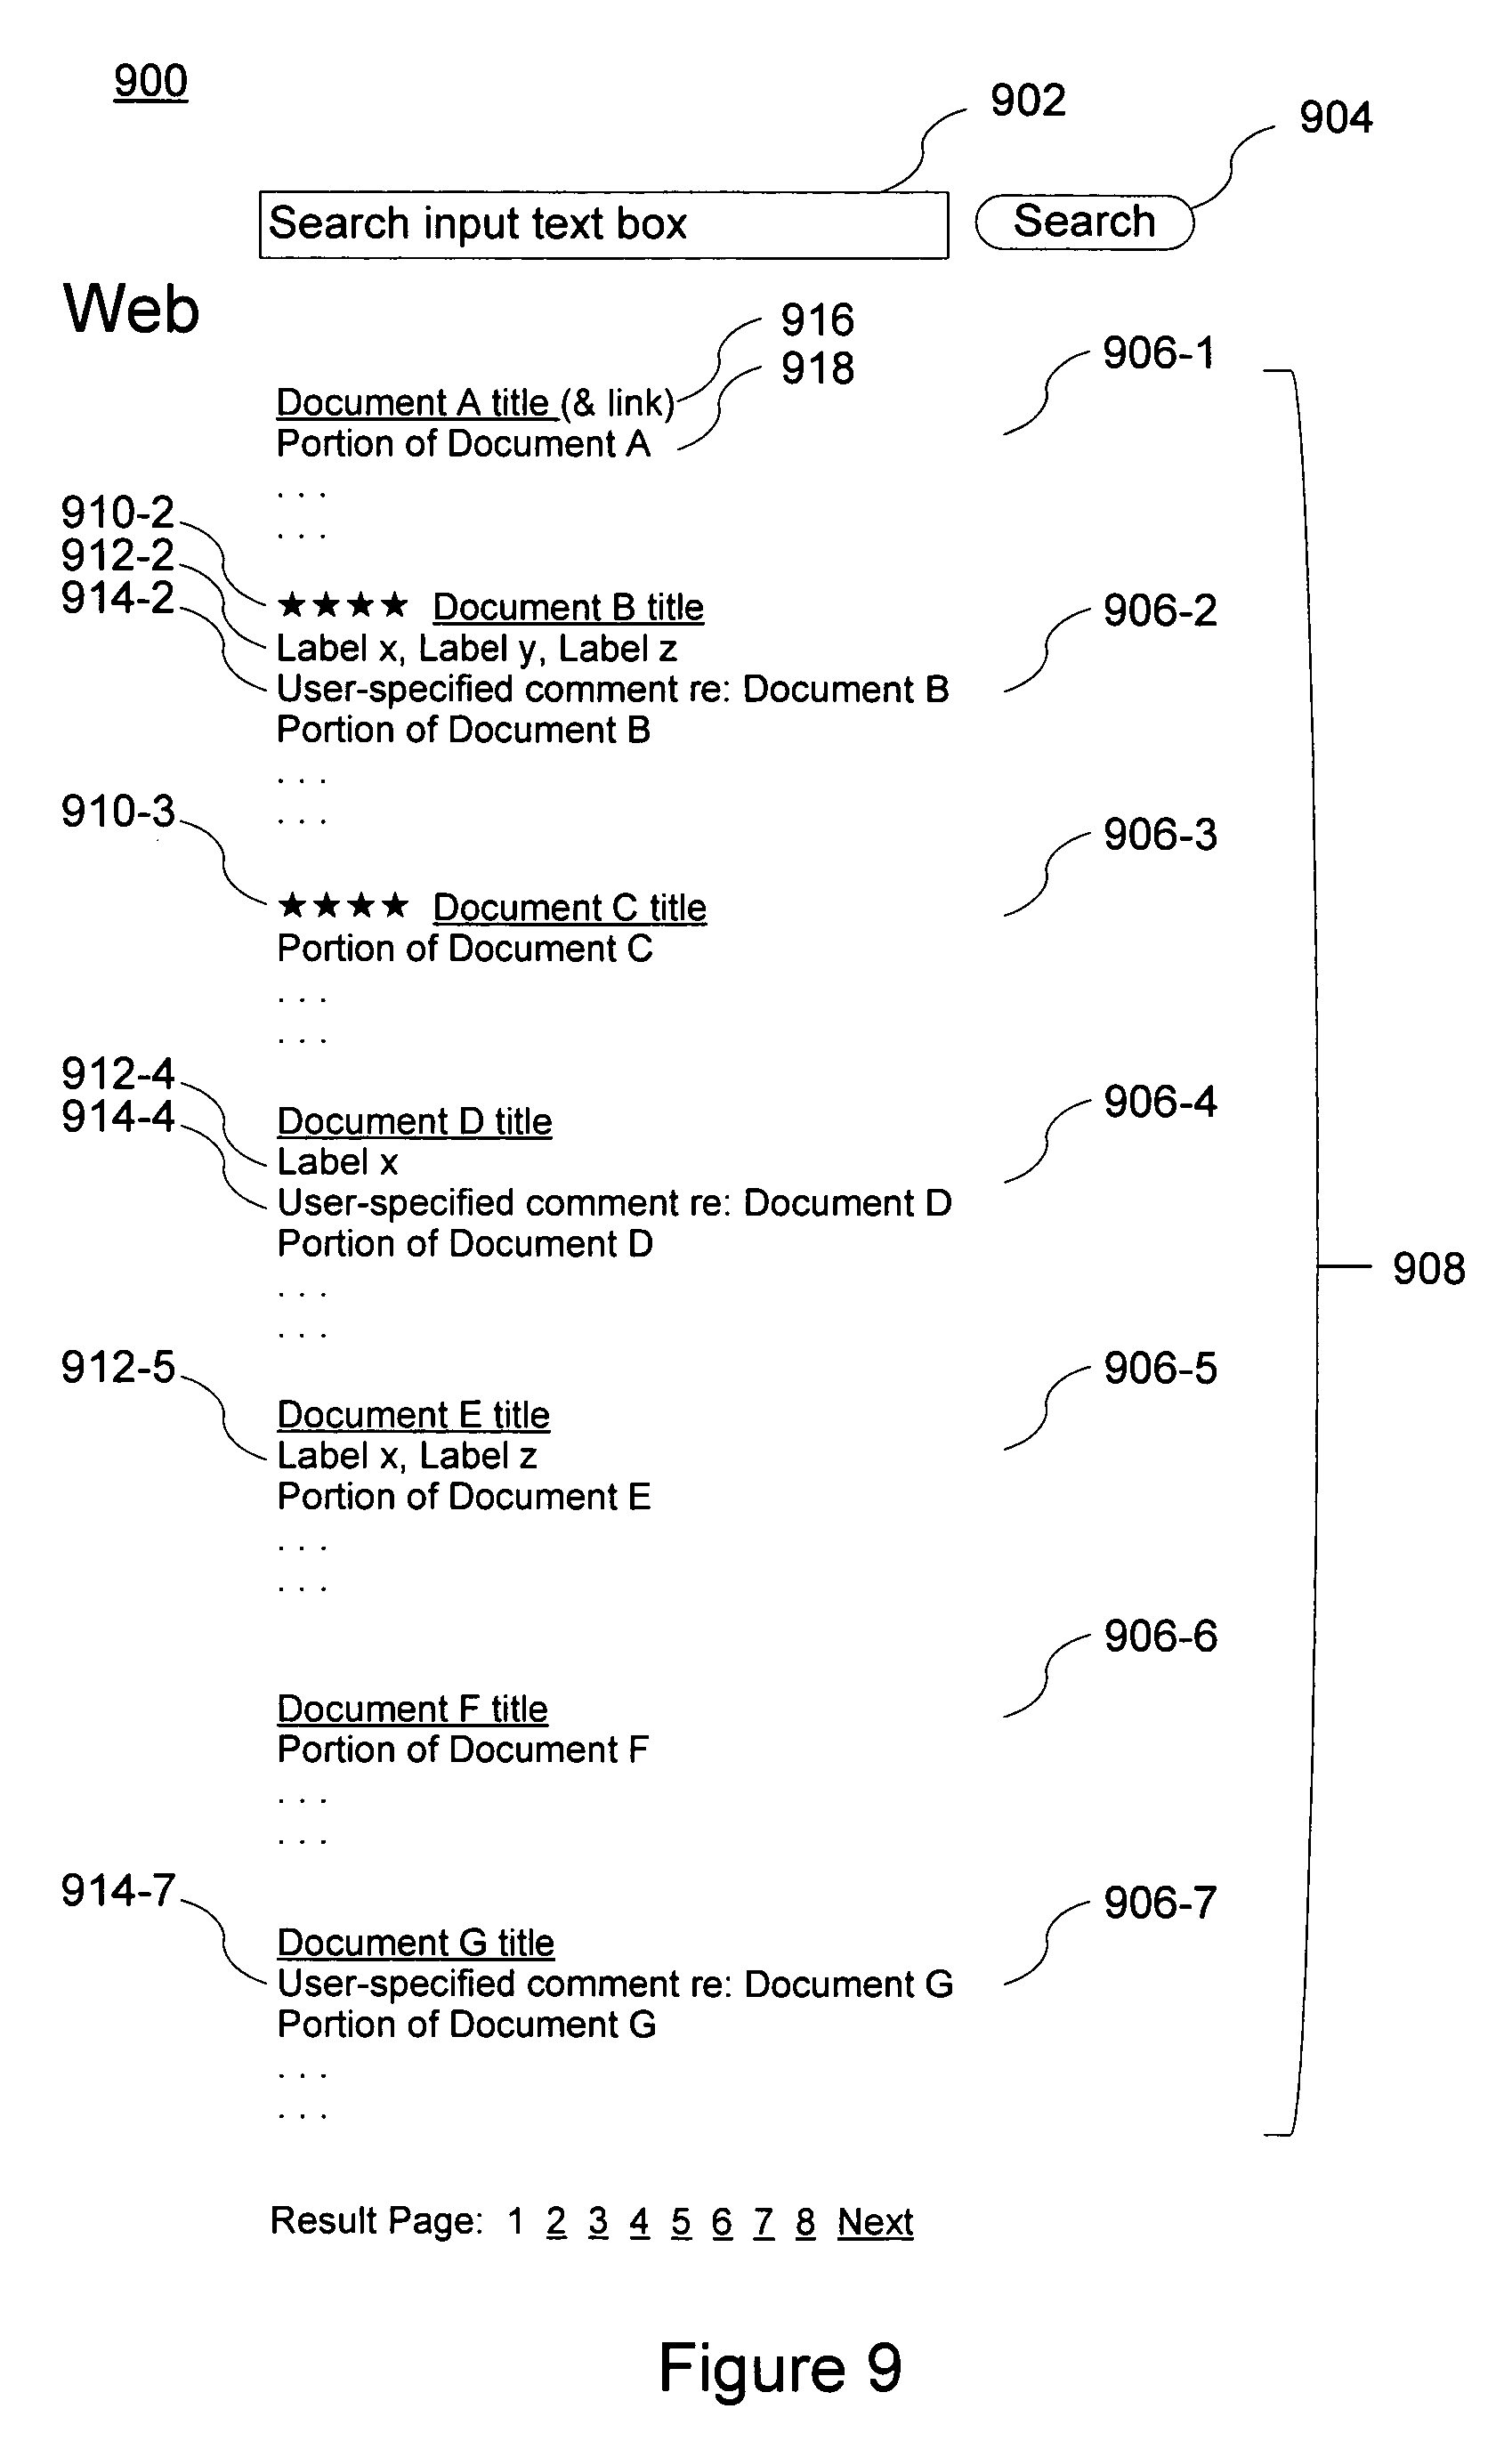 900
902
904
Search input text box Search
Web
916
918
906-1
Document A title (& link)
Portion of Document A
. . .
. . .
910-2
912-2
914-2
906-2
★★★★ Document B title
Label x, Label y, Label z
User-specified comment re: Document B
Portion of Document B
. . .
. . .
910-3
906-3
★★★★ Document C title
Portion of Document C
. . .
. . .
912-4
914-4
906-4
Document D title
Label x
User-specified comment re: Document D
Portion of Document D
. . .
. . .
908
912-5
906-5
Document E title
Label x, Label z
Portion of Document E
. . .
. . .
906-6
Document F title
Portion of Document F
. . .
. . .
914-7
906-7
Document G title
User-specified comment re: Document G
Portion of Document G
. . .
. . .
Result Page: 1 2 3 4 5 6 7 8 Next
Figure 9